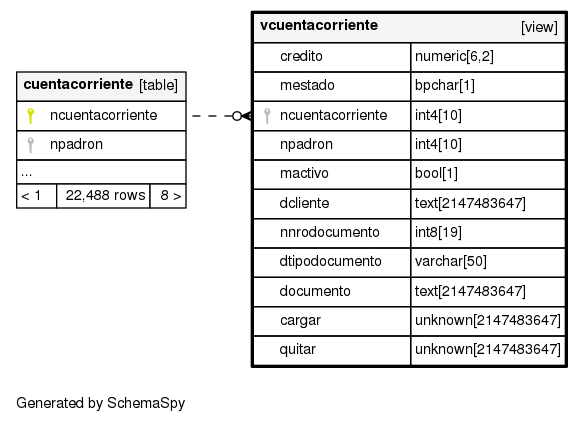 vcuentacorriente [view]
credito numeric[6,2]
mestado bpchar[1]
ncuentacorriente int4[10]
npadron int4[10]
mactivo bool[1]
dcliente text[2147483647]
nnrodocumento int8[19]
dtipodocumento varchar[50]
documento text[2147483647]
cargar unknown[2147483647]
quitar unknown[2147483647]
cuentacorriente [table]
ncuentacorriente
npadron
...
< 1 22,488 rows 8 >
Generated by SchemaSpy